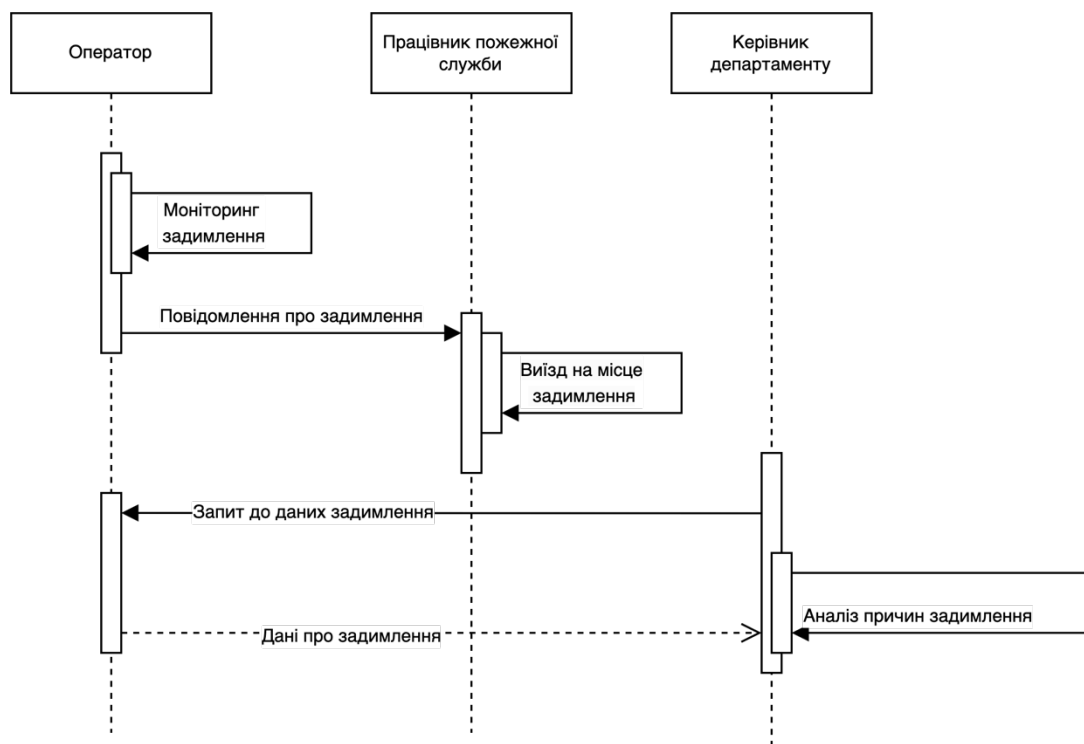 Оператор
Працівник пожежної
служби
Керівник
департаменту
Моніторинг
задимлення
Повідомлення про задимлення
Виїзд на місце
задимлення
Запит до даних задимлення
Аналіз причин задимлення
Дані про задимлення